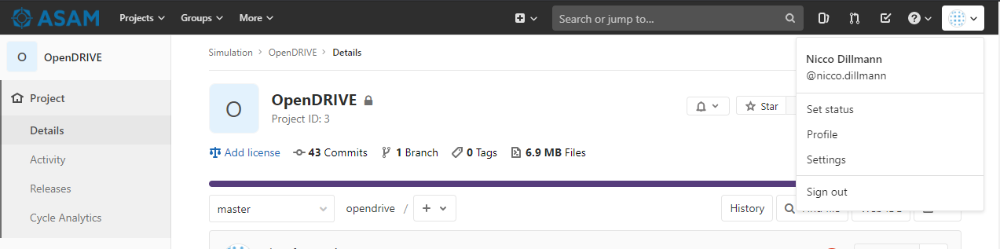 ASAM Projects Groups More Search or jump to...
O OpenDRIVE
Simulation > OpenDRIVE > Details
Nicco Dillmann
@nicco.dillmann
Project
Details
Activity
Releases
Cycle Analytics
O
OpenDRIVE
Project ID: 3
Star
Add license 43 Commits 1 Branch 0 Tags 6.9 MB Files
master opendrive / + History
Set status
Profile
Settings
Sign out